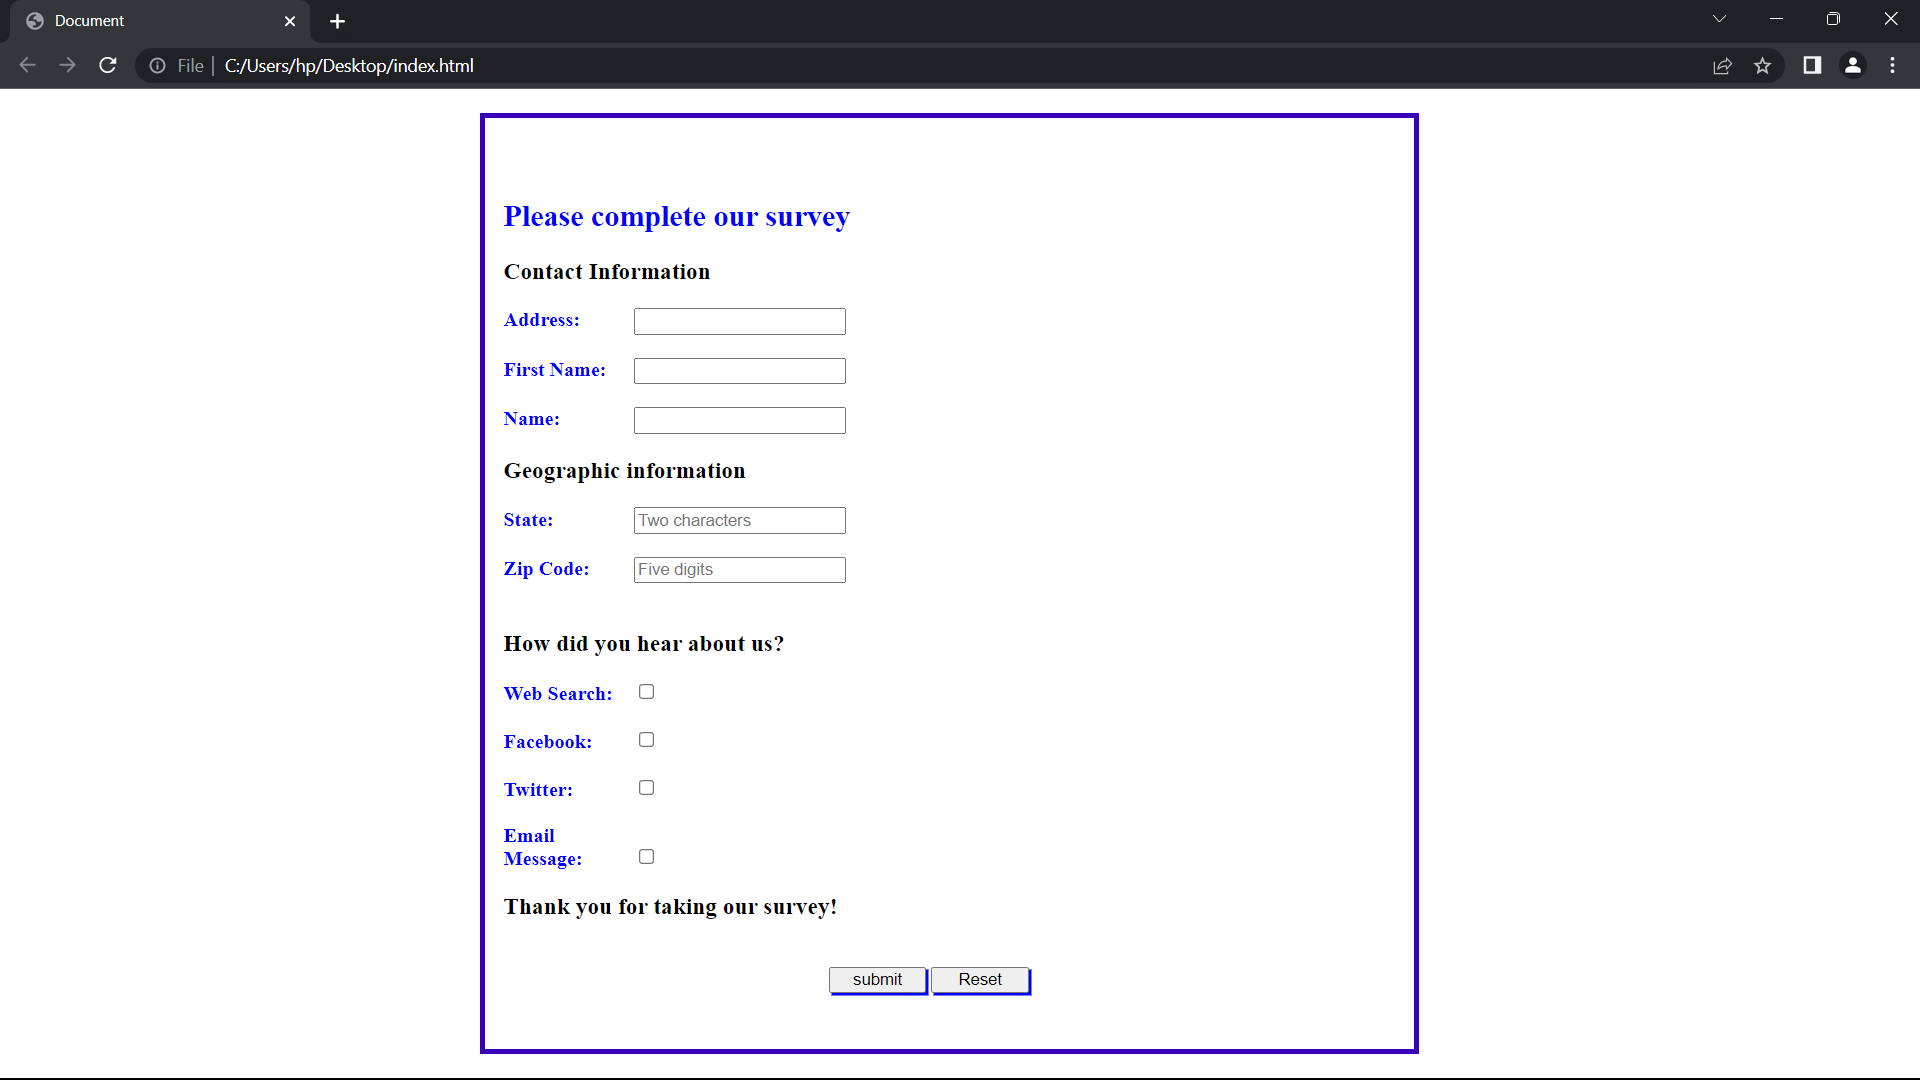 Document
File
C:/Users/hp/Desktop/index.html
Please complete our survey
Contact Information
Address:
First Name:
Name:
Geographic information
State: Two characters
Zip Code: Five digits
How did you hear about us?
Web Search:
Facebook:
Twitter:
Email
Message:
Thank you for taking our survey!
submit Reset